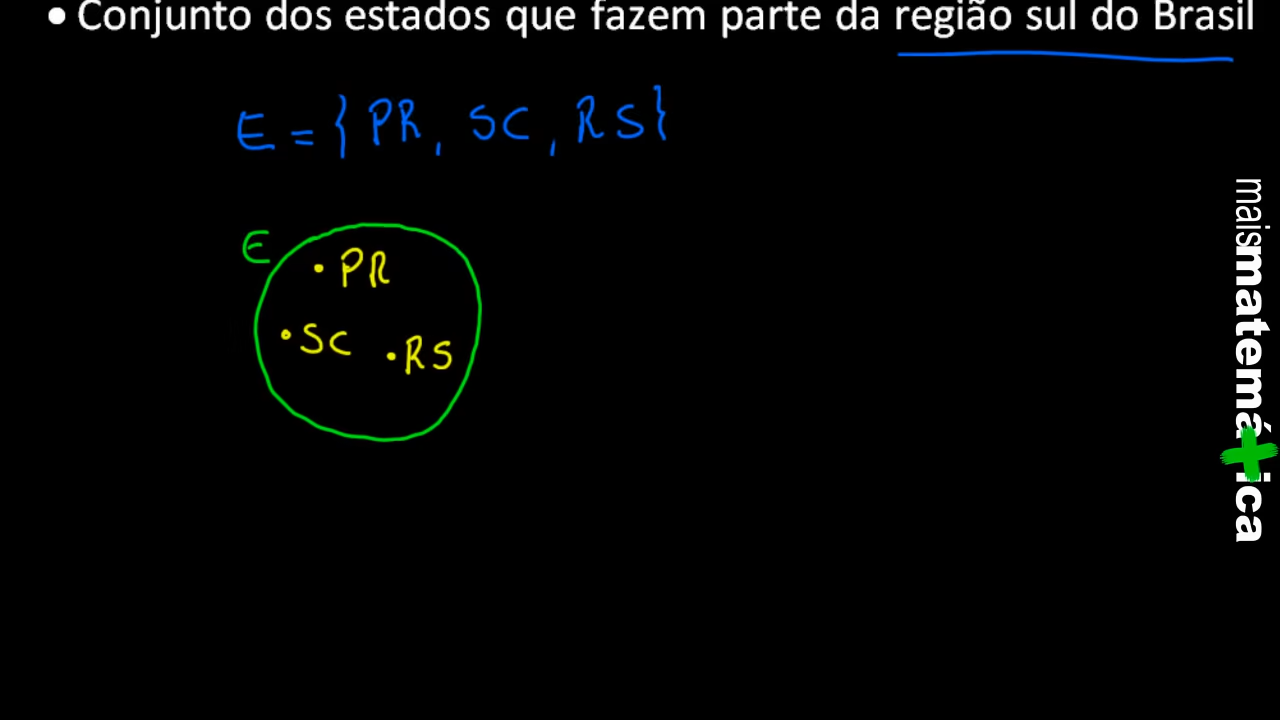 • Conjunto dos estados que fazem parte da região sul do Brasil
E = { PR, SC, RS}
E
• PR
• SC • RS
maismatemática